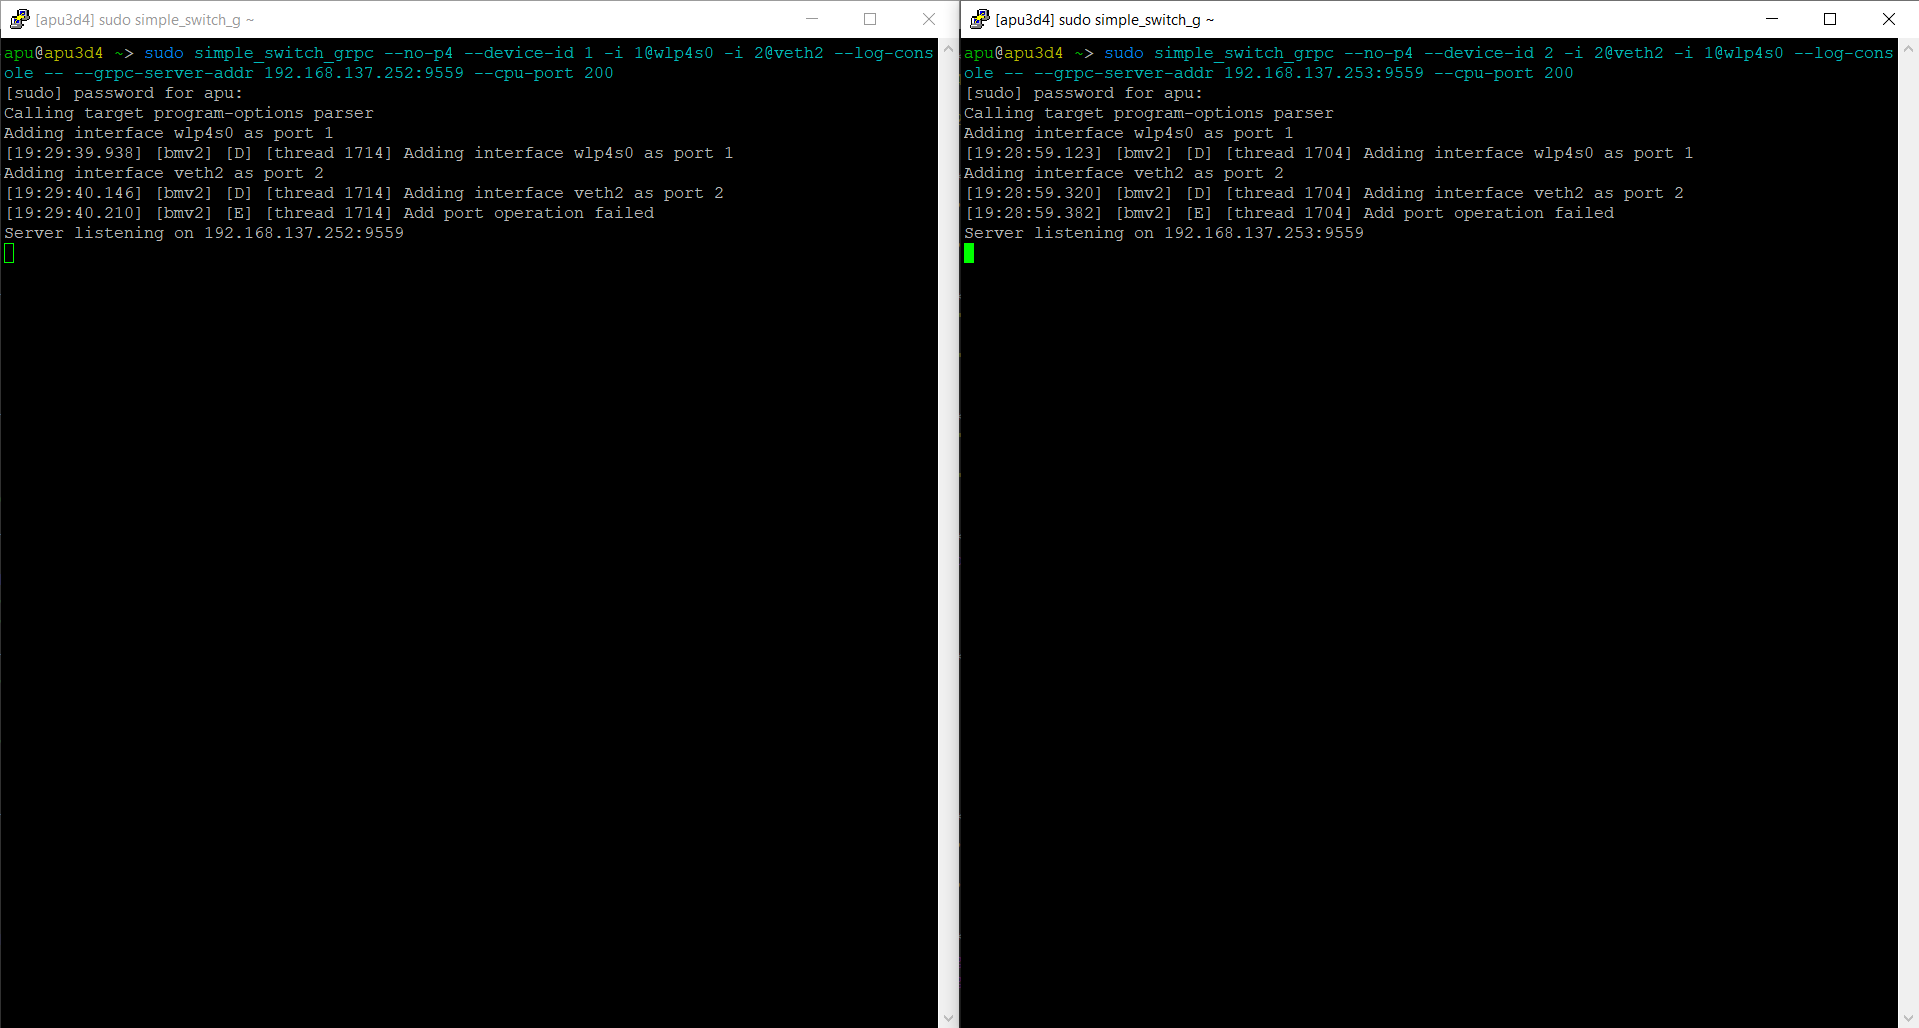 [apu3d4] sudo simple_switch_g ~
apu@apu3d4 ~> sudo simple_switch_grpc --no-p4 --device-id 1 -i 1@wlp4s0 -i 2@veth2 --log-cons
ole -- --grpc-server-addr 192.168.137.252:9559 --cpu-port 200
[sudo] password for apu:
Calling target program-options parser
Adding interface wlp4s0 as port 1
[19:29:39.938] [bmv2] [D] [thread 1714] Adding interface wlp4s0 as port 1
Adding interface veth2 as port 2
[19:29:40.146] [bmv2] [D] [thread 1714] Adding interface veth2 as port 2
[19:29:40.210] [bmv2] [E] [thread 1714] Add port operation failed
Server listening on 192.168.137.252:9559
[apu3d4] sudo simple_switch_g ~
apu@apu3d4 ~> sudo simple_switch_grpc --no-p4 --device-id 2 -i 2@veth2 -i 1@wlp4s0 --log-cons
ole -- --grpc-server-addr 192.168.137.253:9559 --cpu-port 200
[sudo] password for apu:
Calling target program-options parser
Adding interface wlp4s0 as port 1
[19:28:59.123] [bmv2] [D] [thread 1704] Adding interface wlp4s0 as port 1
Adding interface veth2 as port 2
[19:28:59.320] [bmv2] [D] [thread 1704] Adding interface veth2 as port 2
[19:28:59.382] [bmv2] [E] [thread 1704] Add port operation failed
Server listening on 192.168.137.253:9559